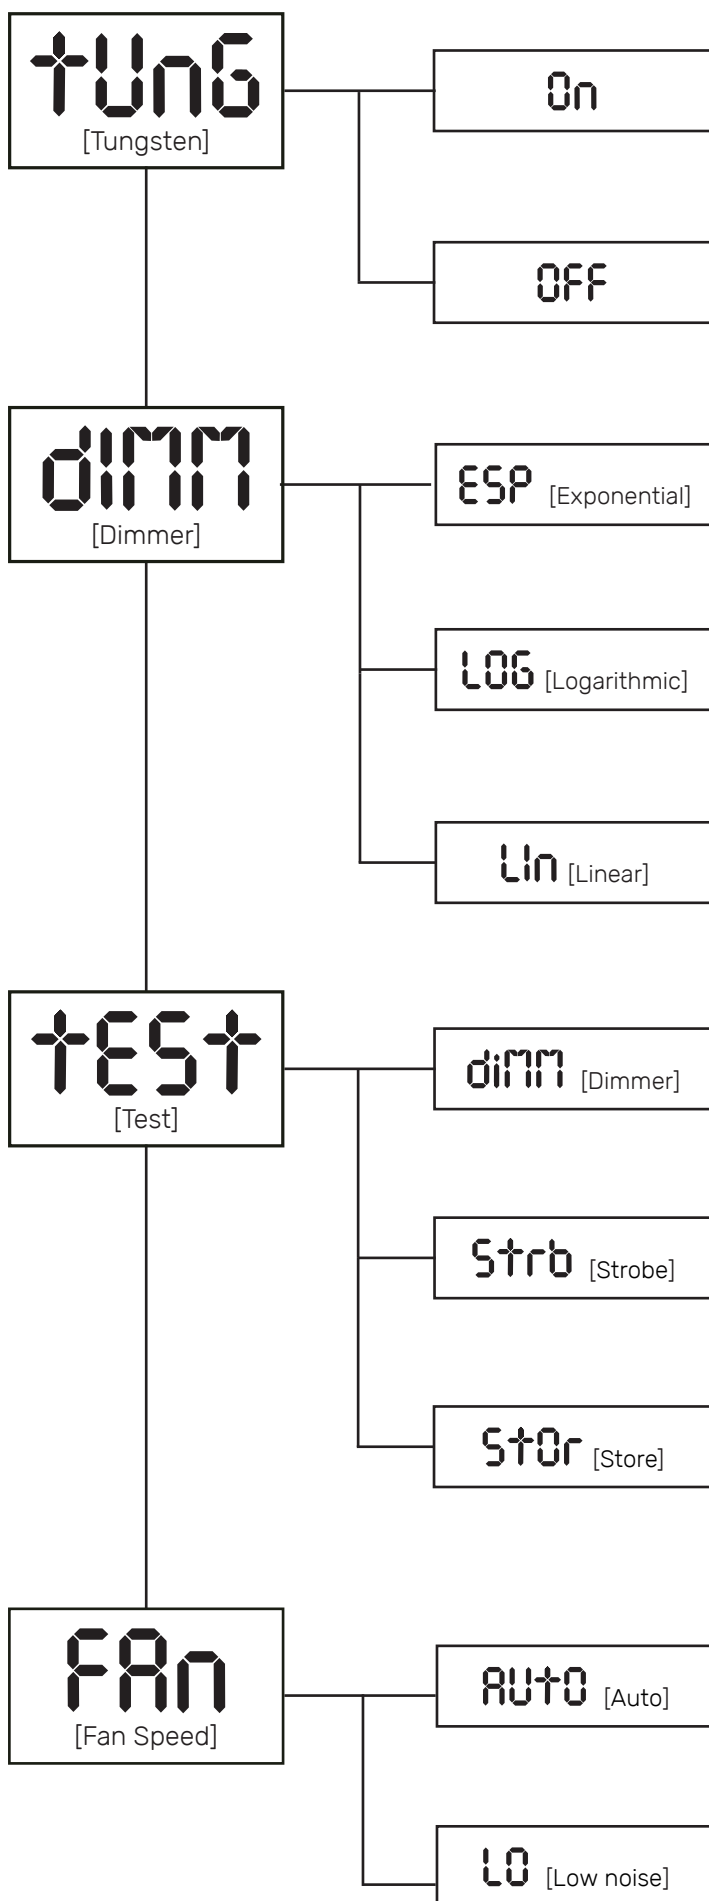 tUnG
[Tungsten]
On
OFF
dIMM
[Dimmer]
ESP [Exponential]
LOG [Logarithmic]
LIn [Linear]
tESt
[Test]
diMM [Dimmer]
Strb [Strobe]
StOr [Store]
FAn
[Fan Speed]
AUtO [Auto]
LO [Low noise]